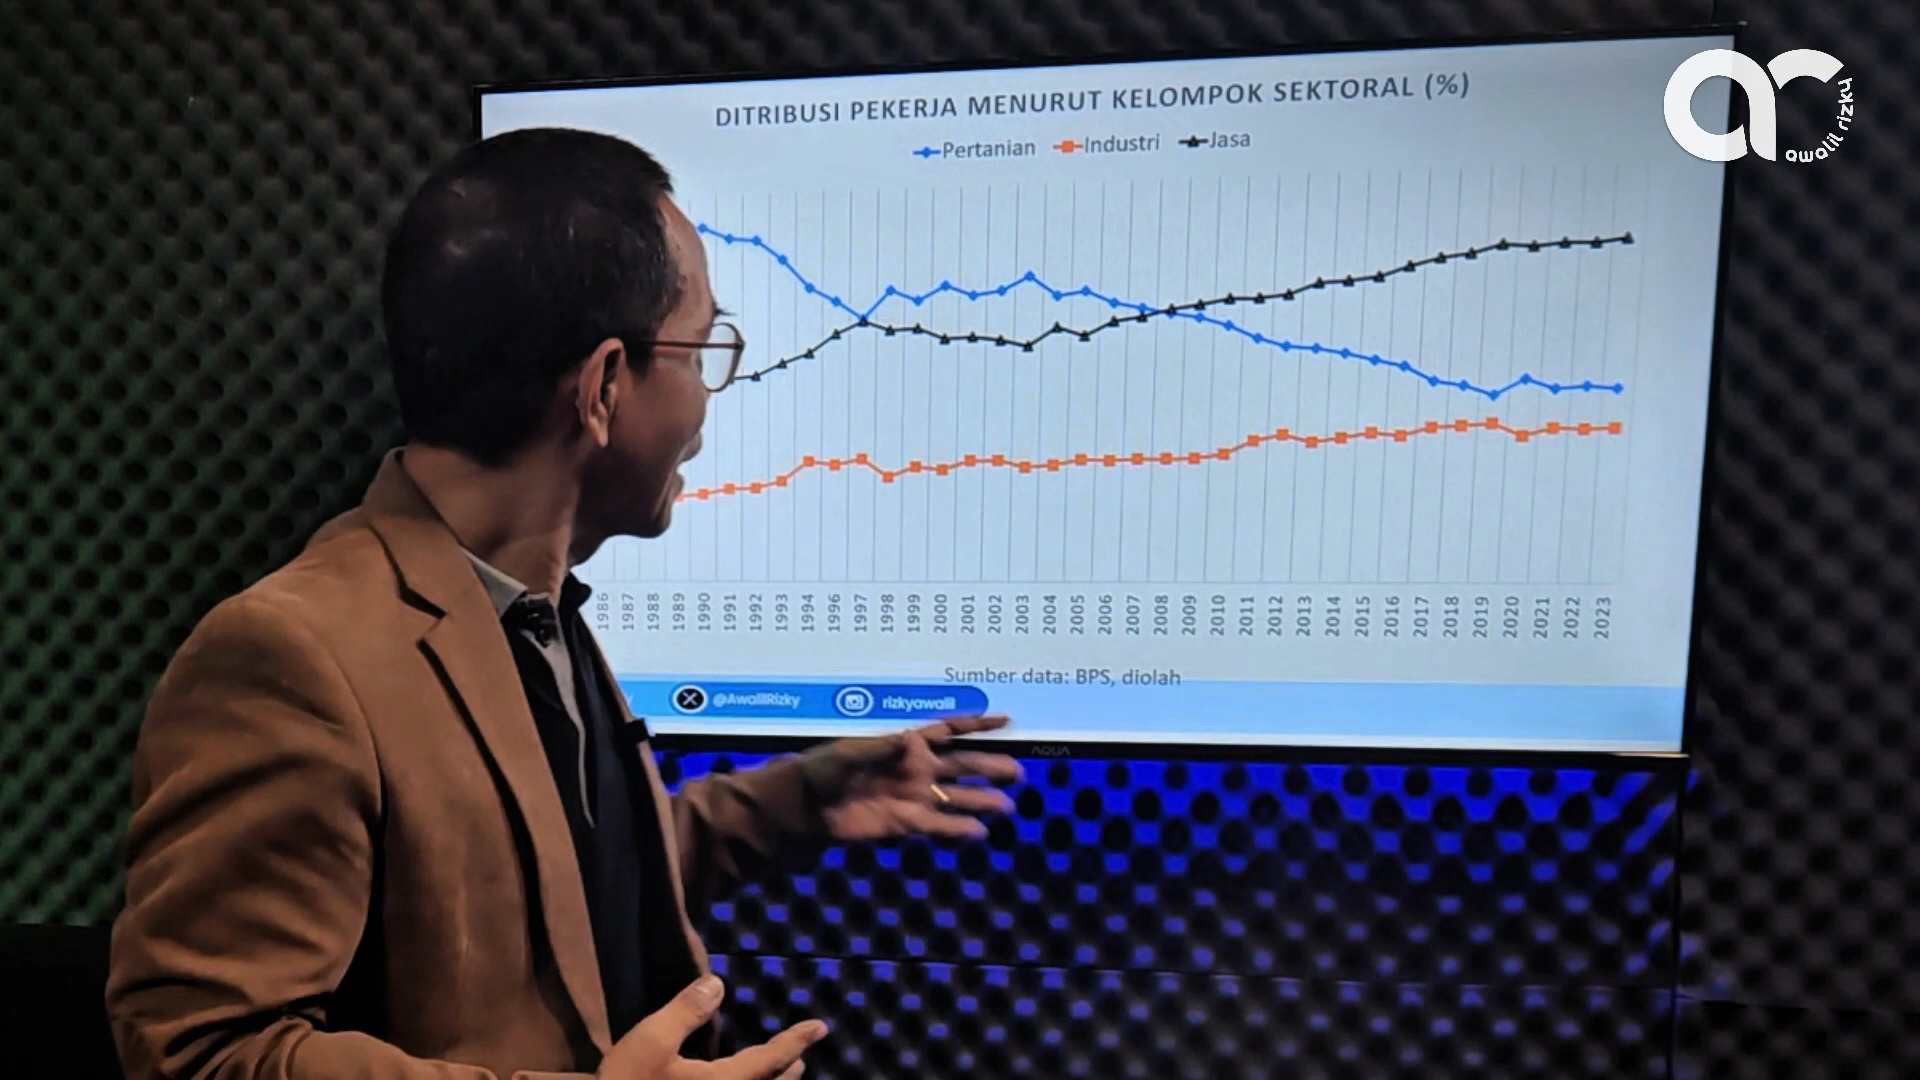 ar
awalil rizky
DITRIBUSI PEKERJA MENURUT KELOMPOK SEKTORAL (%)
Pertanian Industri Jasa
1986 1987 1988 1989 1990 1991 1992 1993 1994 1996 1997 1998 1999 2000 2001 2002 2003 2004 2005 2006 2007 2008 2009 2010 2011 2012 2013 2014 2015 2016 2017 2018 2019 2020 2021 2022 2023
Sumber data: BPS, diolah
@AwalilRizky rizkyawalil
AQUA